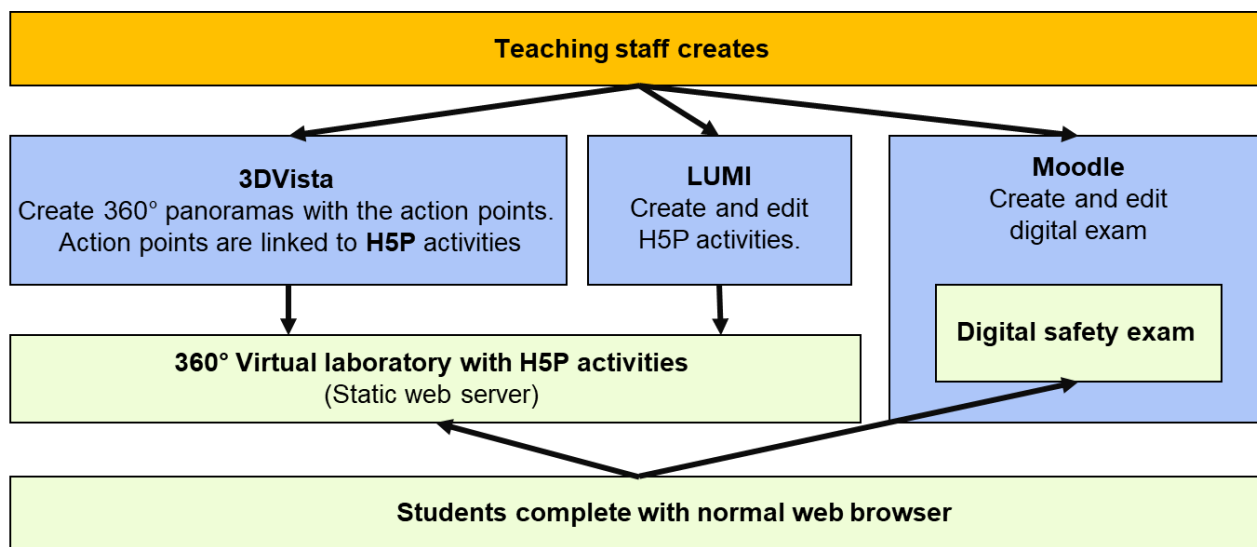 Teaching staff creates
3DVista
Create 360° panoramas with the action points.
Action points are linked to H5P activities
LUMI
Create and edit
H5P activities.
Moodle
Create and edit
digital exam
Digital safety exam
360° Virtual laboratory with H5P activities
(Static web server)
Students complete with normal web browser